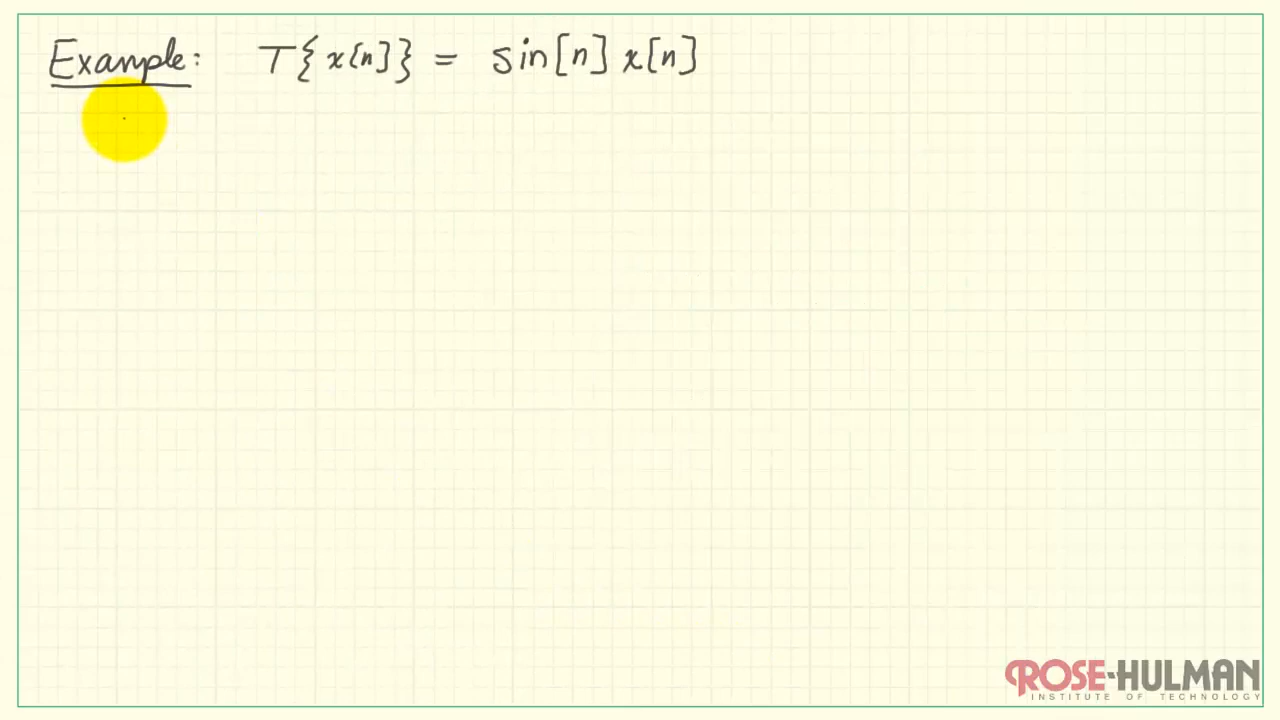 Example: T{x[n]} = sin[n] x[n]
ROSE-HULMAN
INSTITUTE OF TECHNOLOGY